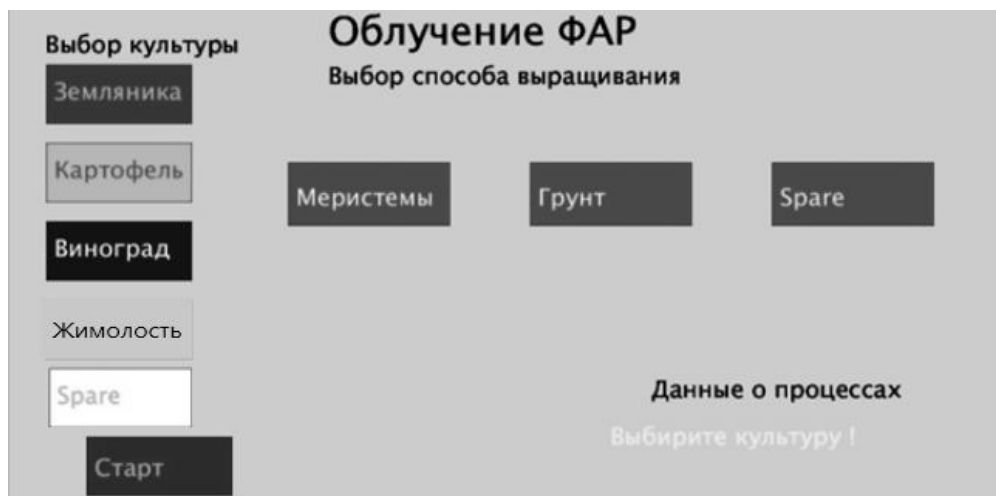 Облучение ФАР
Выбор культуры
Выбор способа выращивания
Земляника
Картофель
Виноград
Жимолость
Spare
Старт
Меристемы
Грунт
Spare
Данные о процессах
Выбирите культуру !